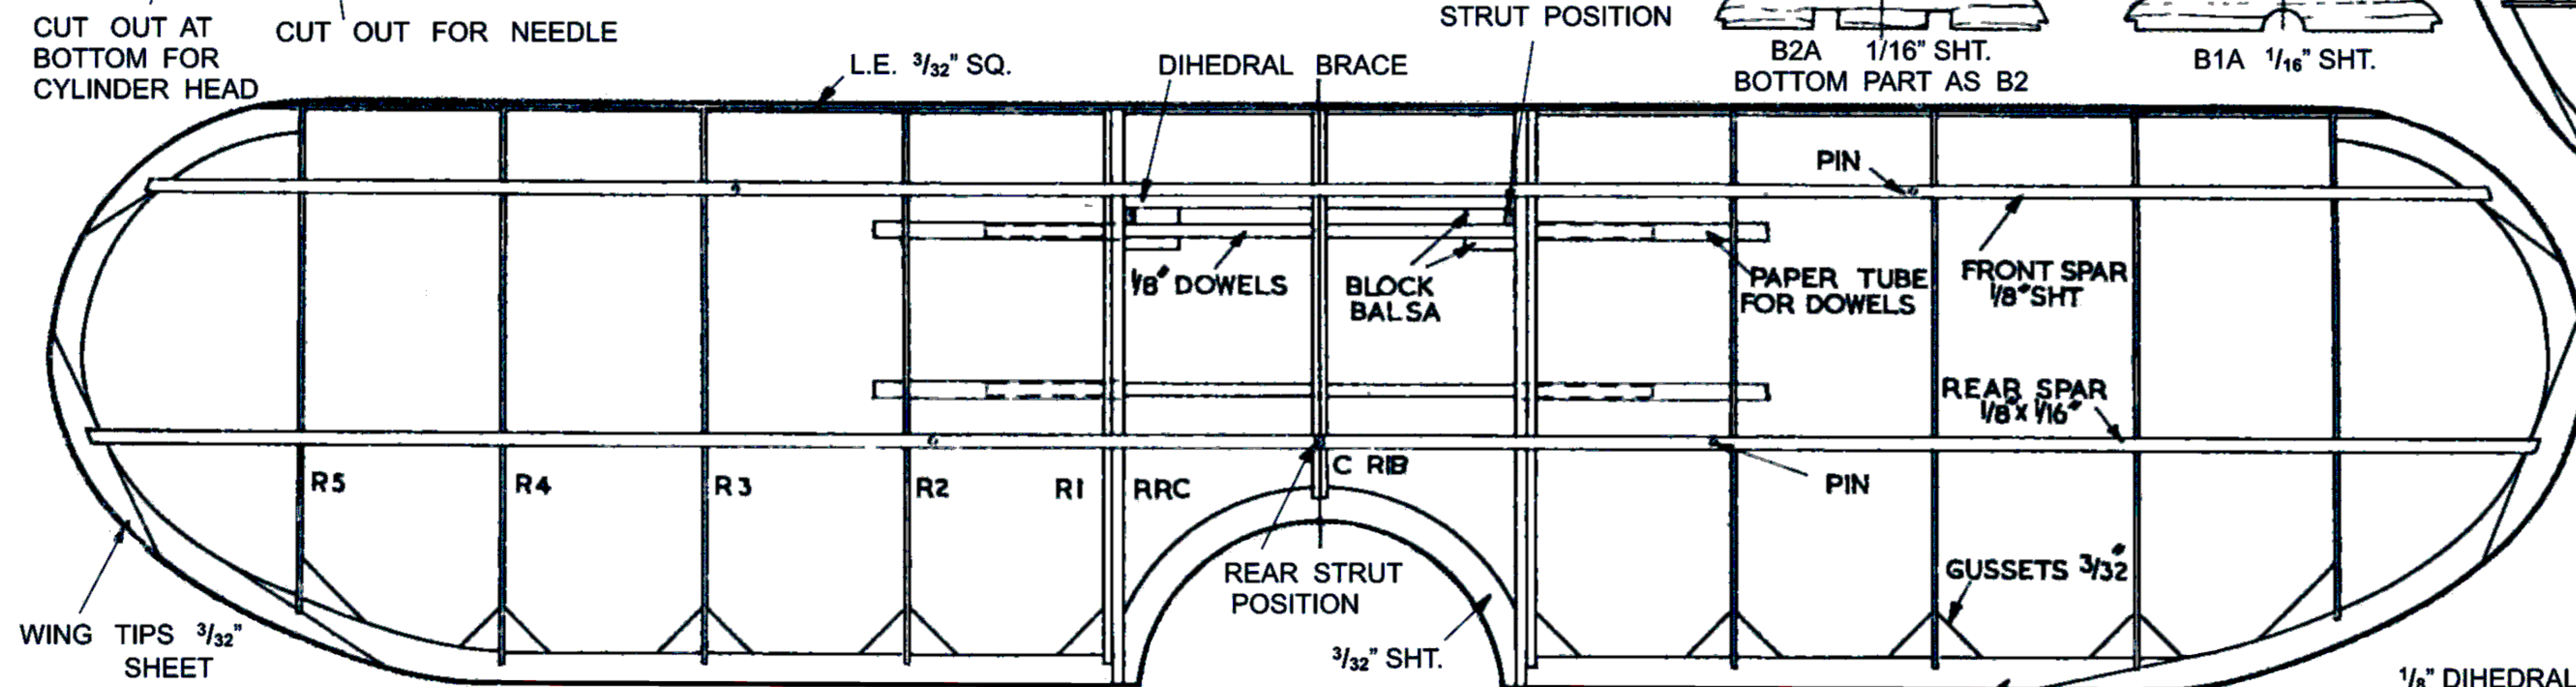 CUT OUT AT
BOTTOM FOR
CYLINDER HEAD
CUT OUT FOR NEEDLE
L.E. 3/32" SQ.
DIHEDRAL BRACE
STRUT POSITION
B2A 1/16" SHT.
BOTTOM PART AS B2
B1A 1/16" SHT.
PIN
1/8" DOWELS
BLOCK
BALSA
PAPER TUBE
FOR DOWELS
FRONT SPAR
1/8" SHT
REAR SPAR
1/8" x 1/16"
R5
R4
R3
R2
R1
RRC
C RIB
PIN
REAR STRUT
POSITION
GUSSETS 3/32"
WING TIPS 3/32"
SHEET
3/32" SHT.
1/8" DIHEDRAL